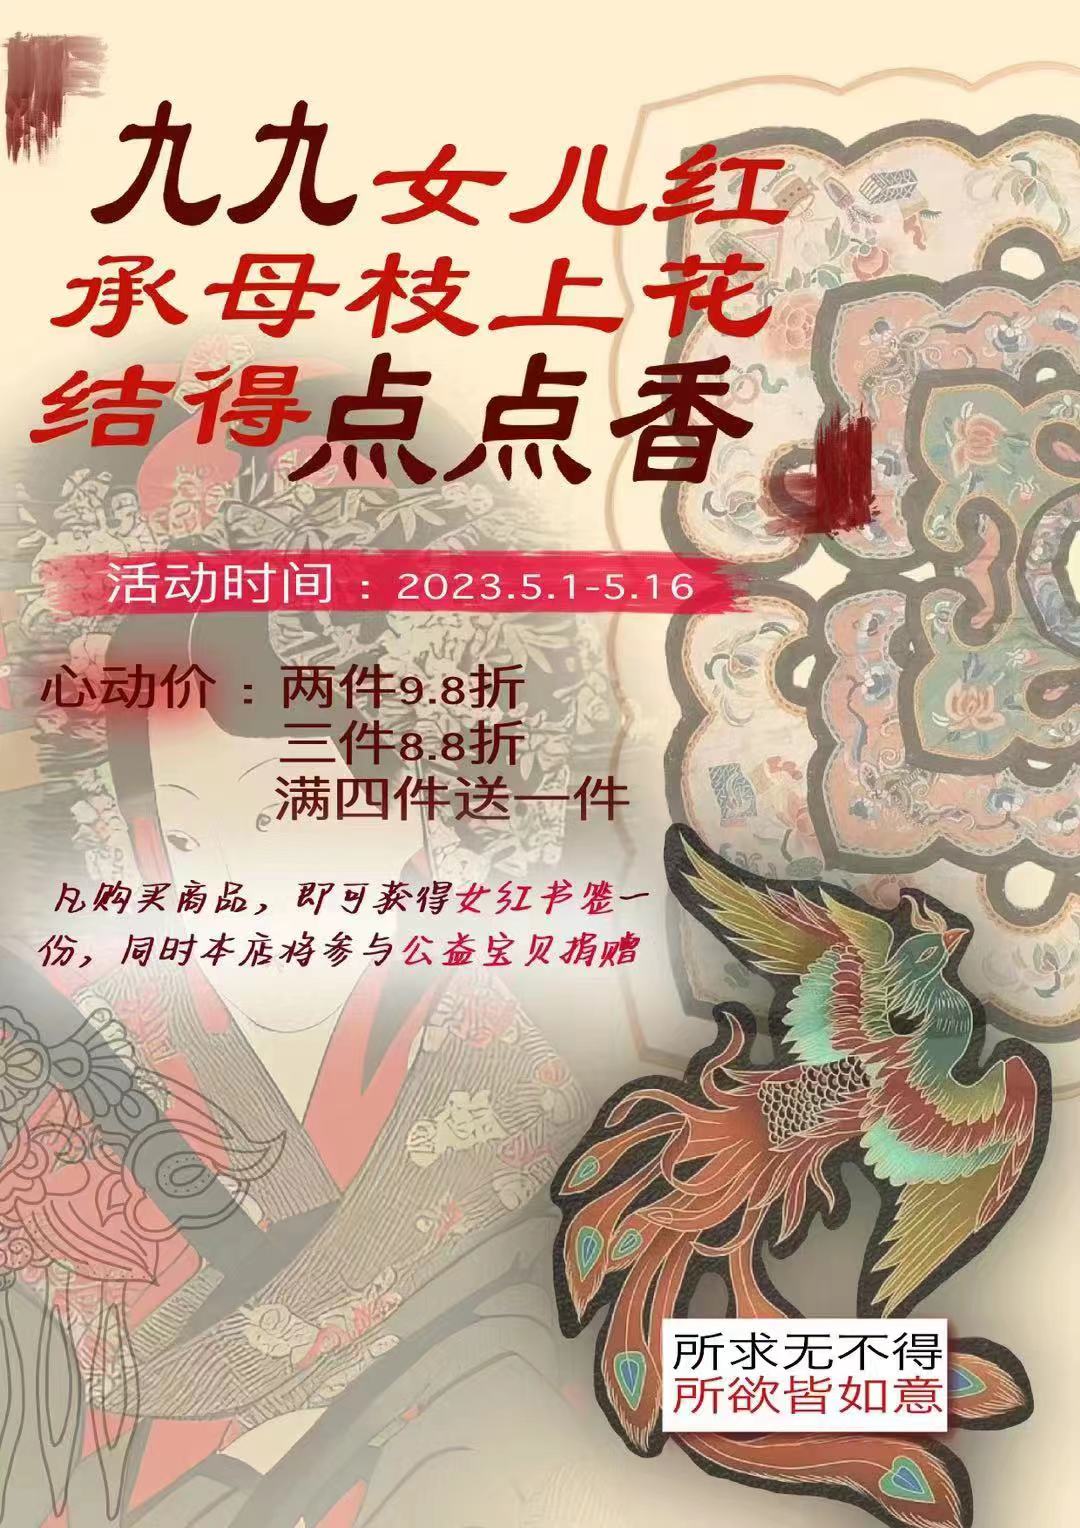 九九女儿红
承母枝上花
结得点点香
活动时间：2023.5.1-5.16
心动价：两件9.8折
三件8.8折
满四件送一件
凡购买商品，即可获得女红书签一
份，同时本店将参与公益宝贝捐赠
所求无不得
所欲皆如意